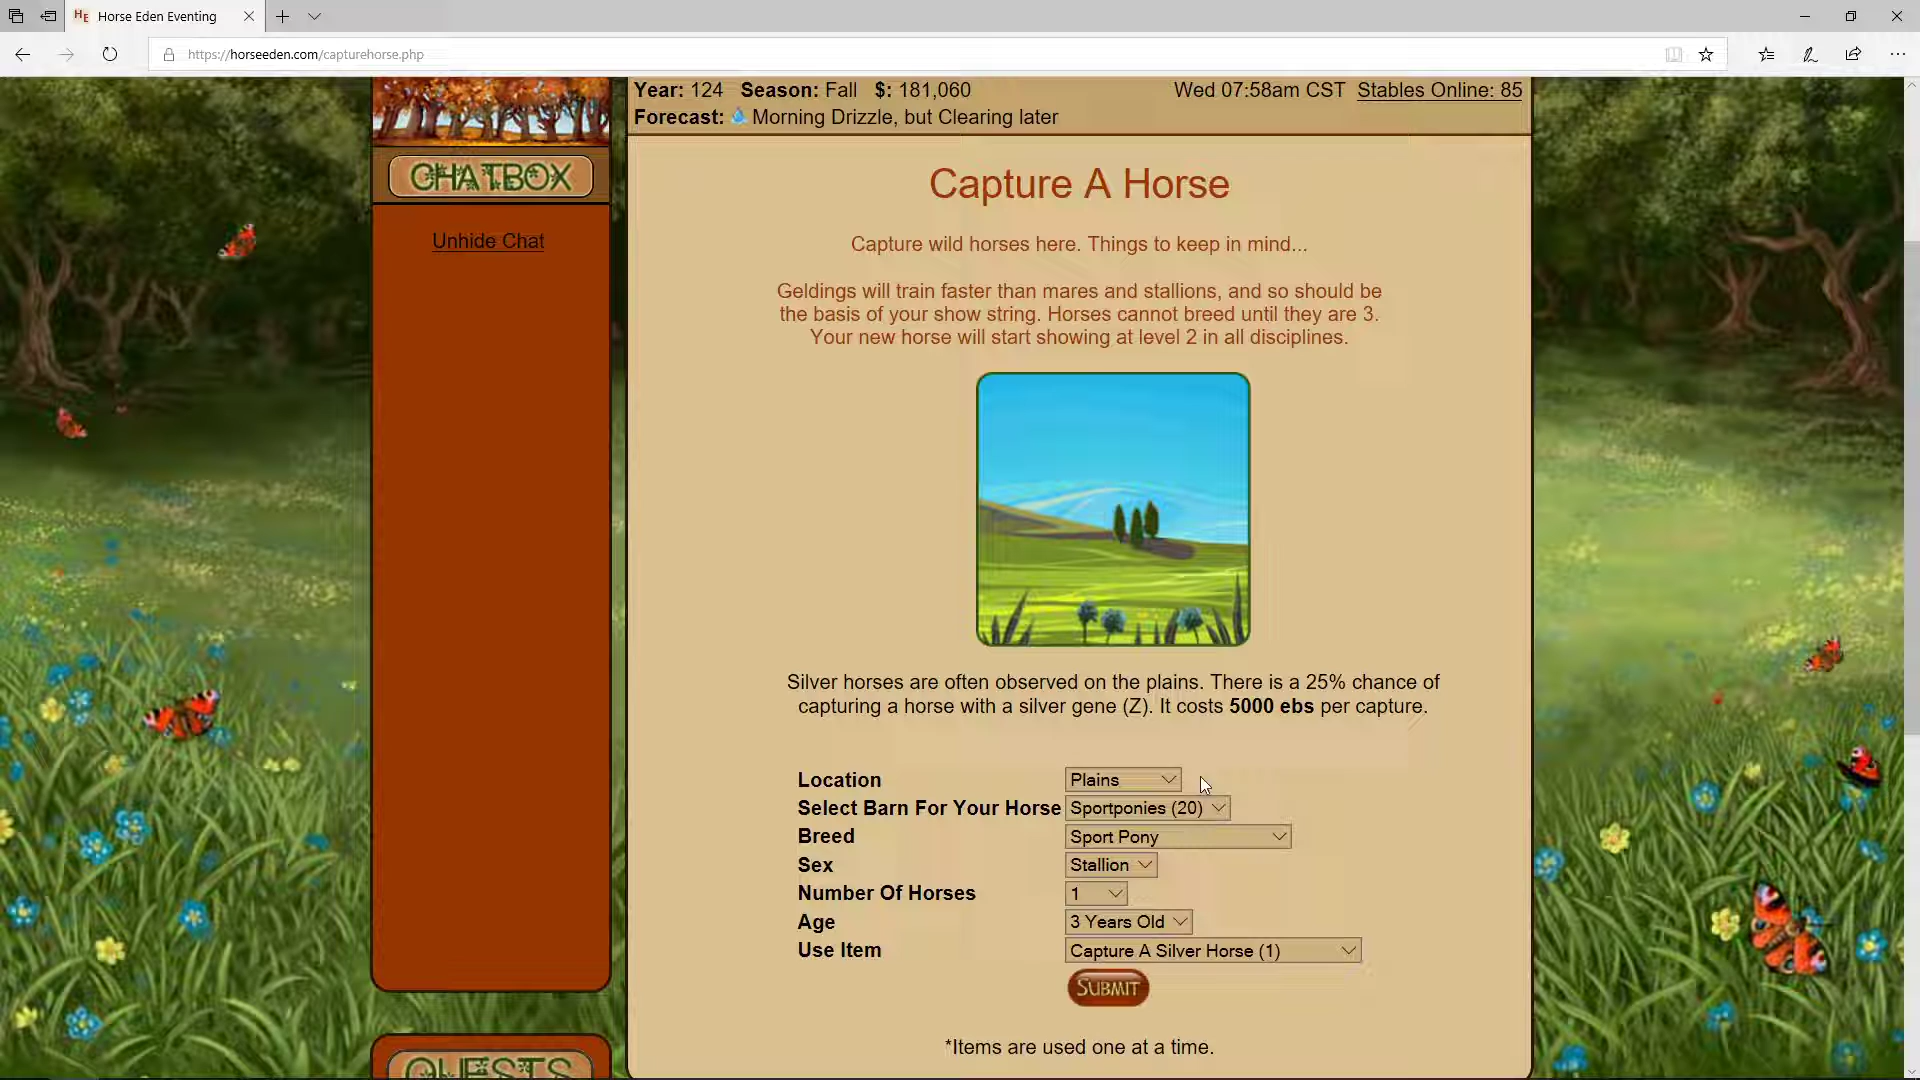 Horse Eden Eventing
https://horseeden.com/capturehorse.php
Year: 124 Season: Fall $: 181,060
Wed 07:58am CST Stables Online: 85
Forecast: Morning Drizzle, but Clearing later
CHATBOX
Unhide Chat
Capture A Horse
Capture wild horses here. Things to keep in mind...
Geldings will train faster than mares and stallions, and so should be
the basis of your show string. Horses cannot breed until they are 3.
Your new horse will start showing at level 2 in all disciplines.
Silver horses are often observed on the plains. There is a 25% chance of
capturing a horse with a silver gene (Z). It costs 5000 ebs per capture.
Location Plains
Select Barn For Your Horse Sportponies (20)
Breed Sport Pony
Sex Stallion
Number Of Horses 1
Age 3 Years Old
Use Item Capture A Silver Horse (1)
SUBMIT
*Items are used one at a time.
QUESTS